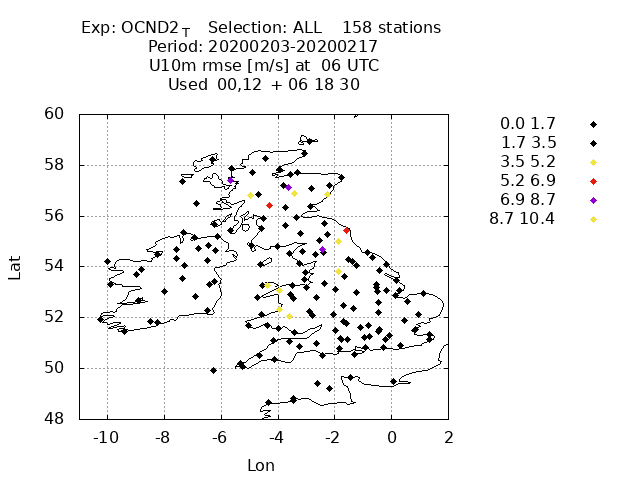 Exp: OCND2_T   Selection: ALL    158 stations
Period: 20200203-20200217
U10m rmse [m/s] at  06 UTC
Used  00,12  + 06 18 30
60
58
56
54
52
50
48
Lat
-10 -8 -6 -4 -2 0 2
Lon
0.0 1.7
1.7 3.5
3.5 5.2
5.2 6.9
6.9 8.7
8.7 10.4